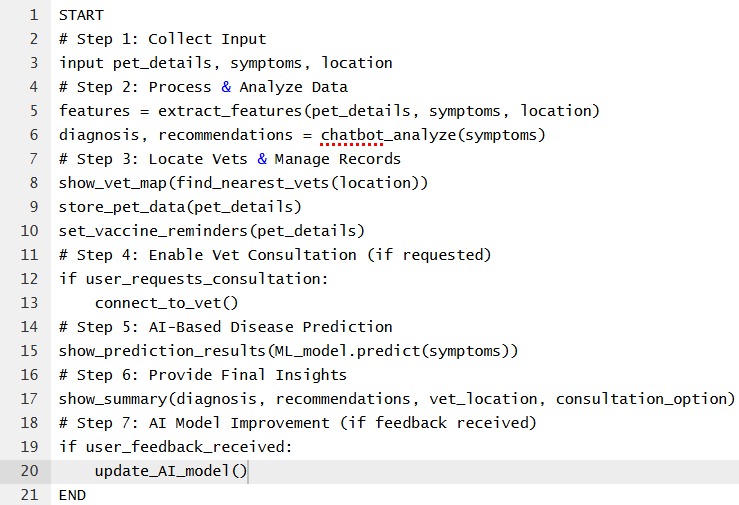 1 START
2 # Step 1: Collect Input
3 input pet_details, symptoms, location
4 # Step 2: Process & Analyze Data
5 features = extract_features(pet_details, symptoms, location)
6 diagnosis, recommendations = chatbot_analyze(symptoms)
7 # Step 3: Locate Vets & Manage Records
8 show_vet_map(find_nearest_vets(location))
9 store_pet_data(pet_details)
10 set_vaccine_reminders(pet_details)
11 # Step 4: Enable Vet Consultation (if requested)
12 if user_requests_consultation:
13     connect_to_vet()
14 # Step 5: AI-Based Disease Prediction
15 show_prediction_results(ML_model.predict(symptoms))
16 # Step 6: Provide Final Insights
17 show_summary(diagnosis, recommendations, vet_location, consultation_option)
18 # Step 7: AI Model Improvement (if feedback received)
19 if user_feedback_received:
20     update_AI_model()
21 END